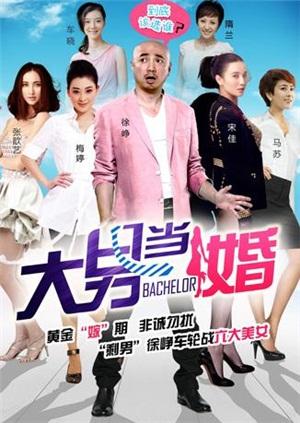 到底
该娶谁?
车晓
隋兰
徐峥
宋佳
张歆艺
梅婷
马苏
大男当婚
BACHELOR
黄金“嫁”期 非诚勿扰
“剩男”徐峥车轮战六大美女